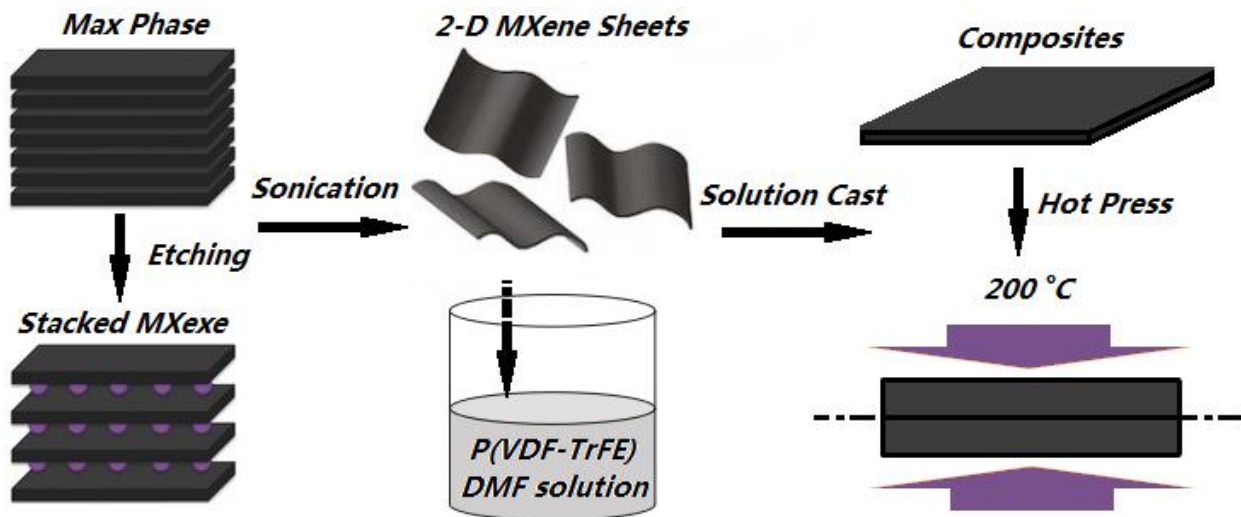 Max Phase
Etching
Stacked MXexe
Sonication
2-D MXene Sheets
P(VDF-TrFE)
DMF solution
Solution Cast
Composites
Hot Press
200 °C